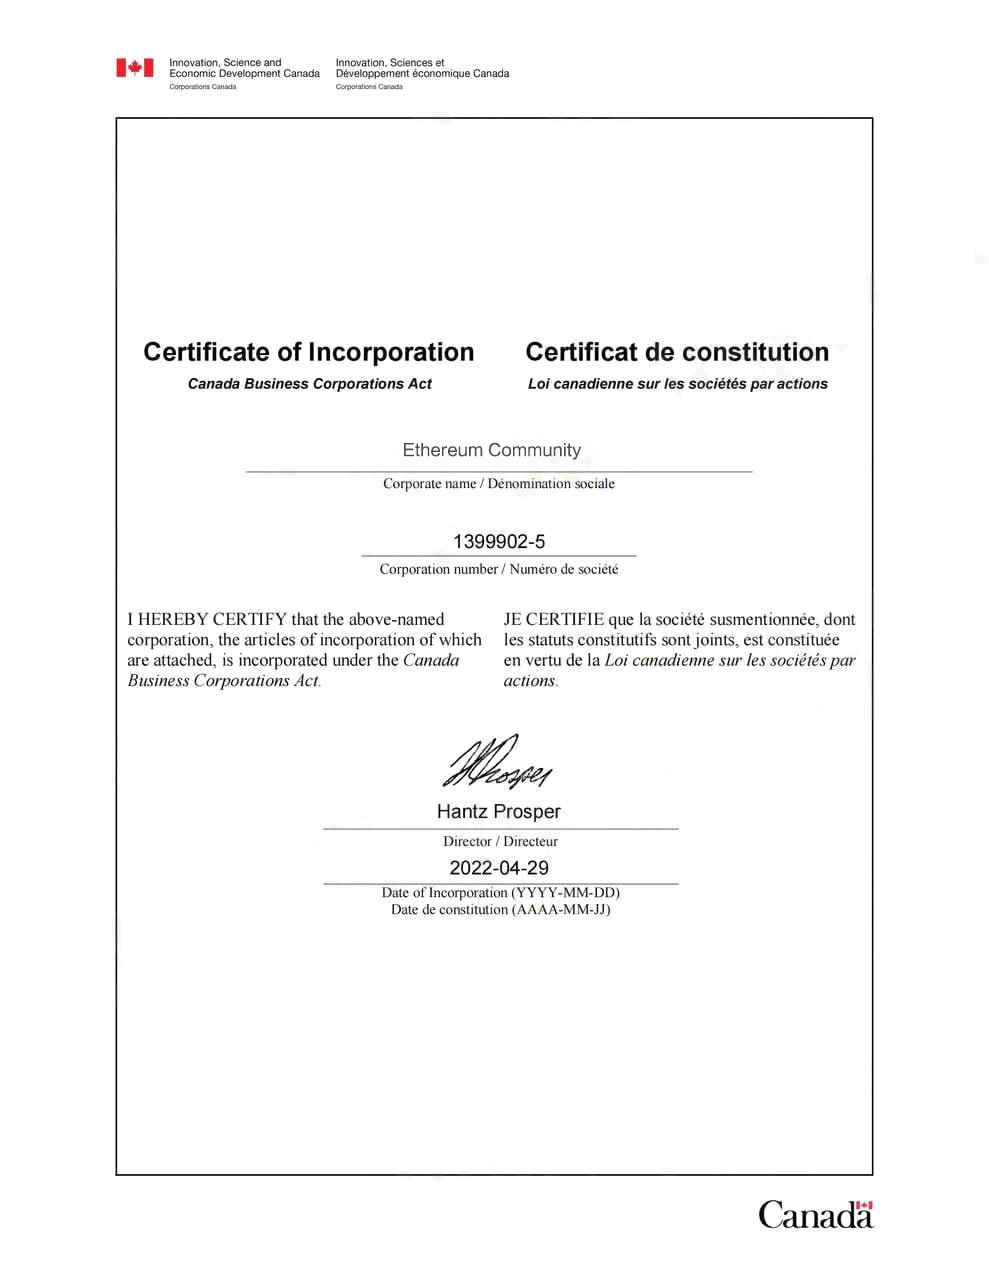 Innovation, Science and
Economic Development Canada
Corporations Canada
Innovation, Sciences et
Développement économique Canada
Corporations Canada
Certificate of Incorporation
Canada Business Corporations Act
Certificat de constitution
Loi canadienne sur les sociétés par actions
Ethereum Community
Corporate name / Dénomination sociale
1399902-5
Corporation number / Numéro de société
I HEREBY CERTIFY that the above-named
corporation, the articles of incorporation of which
are attached, is incorporated under the Canada
Business Corporations Act.
JE CERTIFIE que la société susmentionnée, dont
les statuts constitutifs sont joints, est constituée
en vertu de la Loi canadienne sur les sociétés par
actions.
HProsper
Hantz Prosper
Director / Directeur
2022-04-29
Date of Incorporation (YYYY-MM-DD)
Date de constitution (AAAA-MM-JJ)
Canada